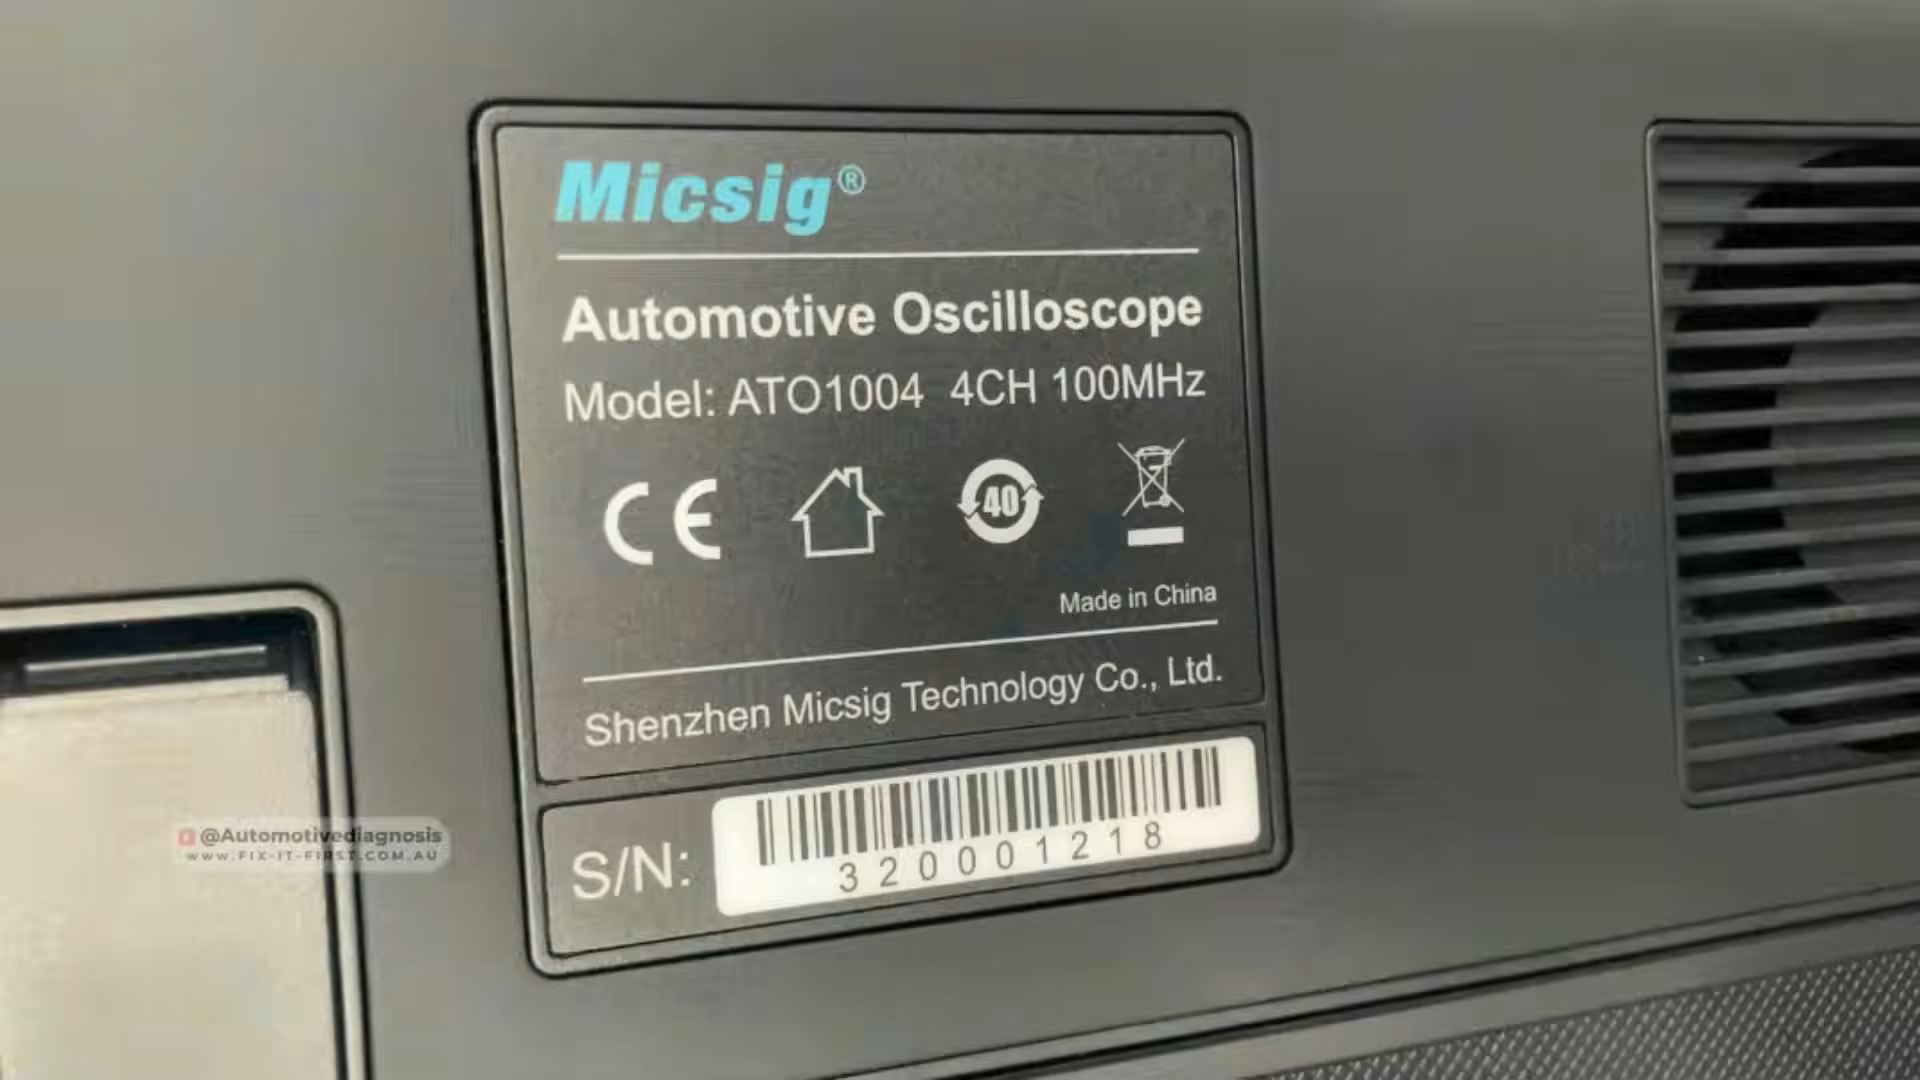 Micsig®
Automotive Oscilloscope
Model: ATO1004 4CH 100MHz
CE
40
Made in China
Shenzhen Micsig Technology Co., Ltd.
S/N:
320001218
@Automotivediagnosis
WWW.FIX-IT-FIRST.COM.AU